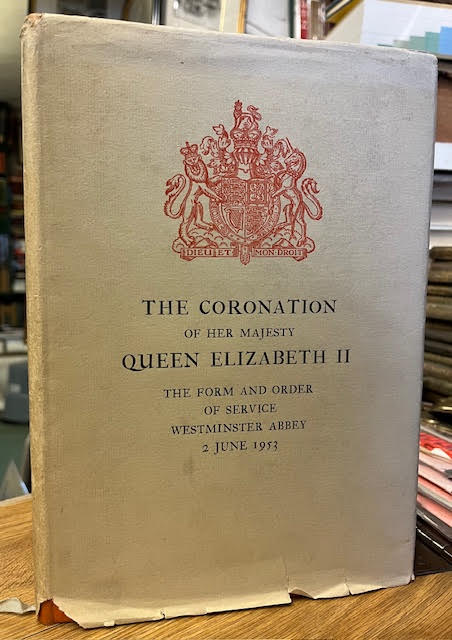 DIEU ET MON DROIT
THE CORONATION
OF HER MAJESTY
QUEEN ELIZABETH II
THE FORM AND ORDER
OF SERVICE
WESTMINSTER ABBEY
2 JUNE 1953